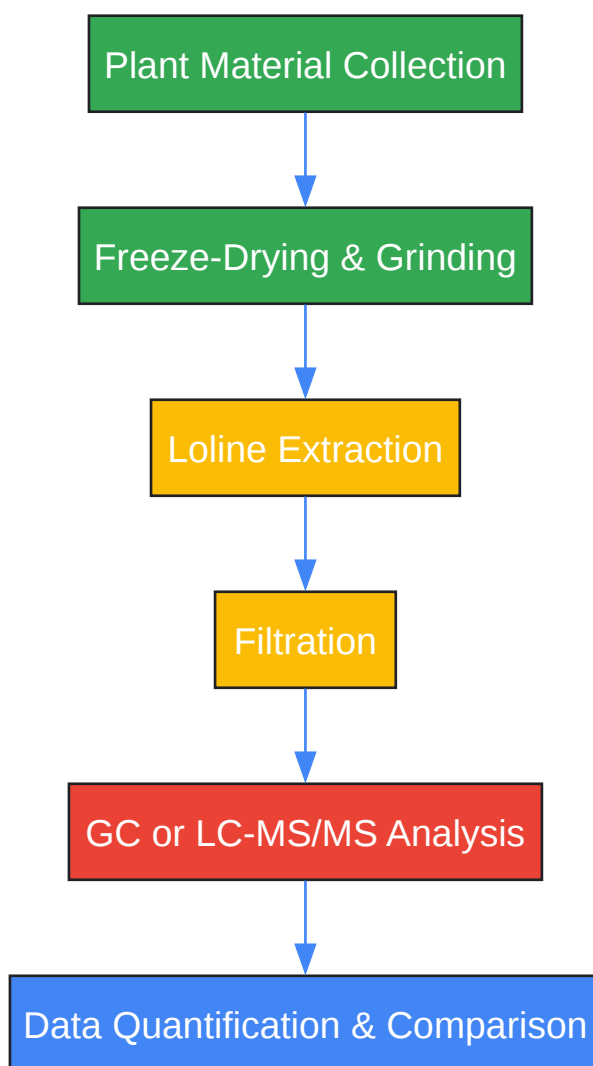 Plant Material Collection
Freeze-Drying & Grinding
Loline Extraction
Filtration
GC or LC-MS/MS Analysis
Data Quantification & Comparison